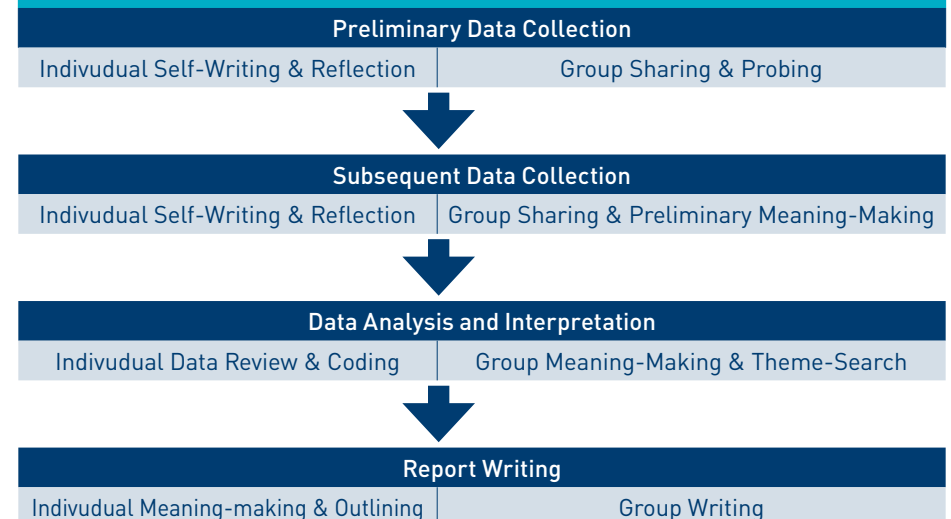 Preliminary Data Collection
Indivudual Self-Writing & Reflection Group Sharing & Probing
Subsequent Data Collection
Indivudual Self-Writing & Reflection Group Sharing & Preliminary Meaning-Making
Data Analysis and Interpretation
Indivudual Data Review & Coding Group Meaning-Making & Theme-Search
Report Writing
Indivudual Meaning-making & Outlining Group Writing